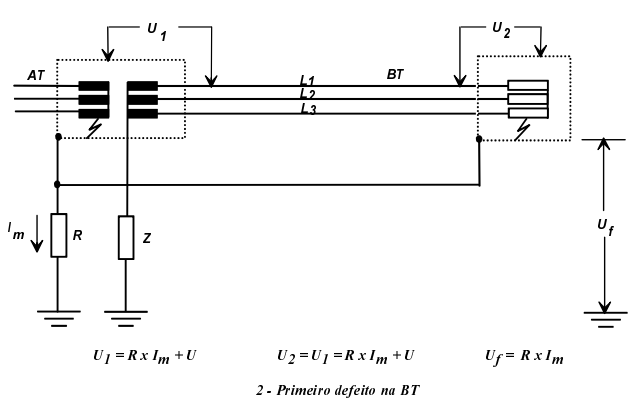 U1
U2
AT
L1
BT
L2
L3
Im
R
Z
Uf
U1 = R x Im + U
U2 = U1 = R x Im + U
Uf = R x Im
2 - Primeiro defeito na BT